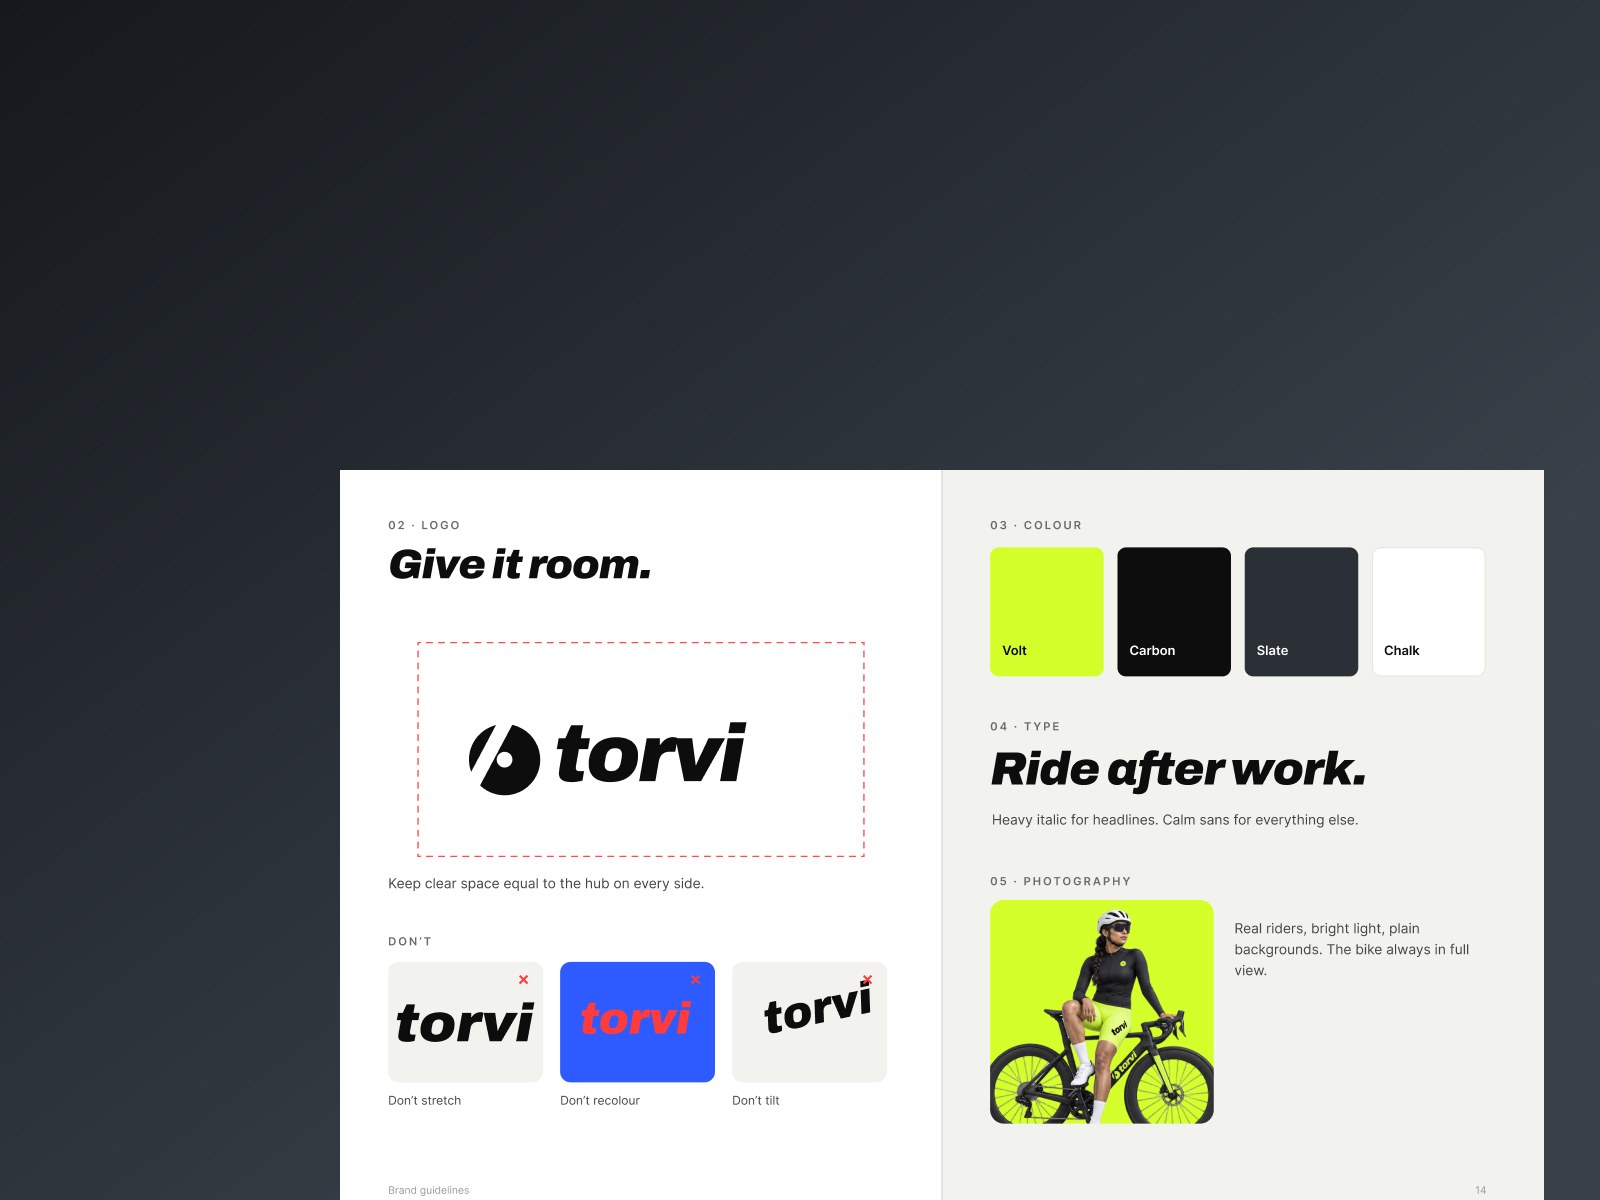 02 · LOGO
Give it room.
torvi
Keep clear space equal to the hub on every side.
DON'T
torvi
torvi
torvi
Don't stretch
Don't recolour
Don't tilt
Brand guidelines
03 · COLOUR
Volt
Carbon
Slate
Chalk
04 · TYPE
Ride after work.
Heavy italic for headlines. Calm sans for everything else.
05 · PHOTOGRAPHY
torvi
torvi
Real riders, bright light, plain
backgrounds. The bike always in full
view.
14